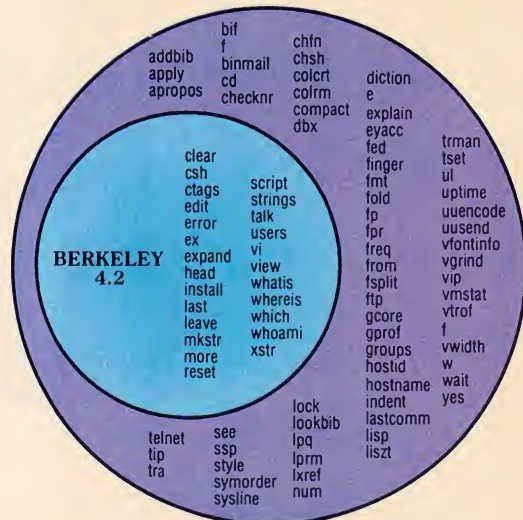 addbib
apply
apropos
bif
f
binmail
cd
checknr
chfn
chsh
colcrt
colrm
compact
dbx
diction
e
explain
eyacc
fed
finger
fmt
fold
fp
fpr
freq
from
fsplit
ftp
gcore
gprof
groups
hostid
hostname
indent
lastcomm
lisp
liszt
trman
tset
ul
uptime
uuencode
uusend
vfontinfo
vgrind
vip
vmstat
vtrof
f
vwidth
w
wait
yes
BERKELEY
4.2
clear
csh
ctags
edit
error
ex
expand
head
install
last
leave
mkstr
more
reset
script
strings
talk
users
vi
view
whatis
whereis
which
whoami
xstr
telnet
tip
tra
see
ssp
style
symorder
sysline
lock
lookbib
lpq
lprm
lxref
num